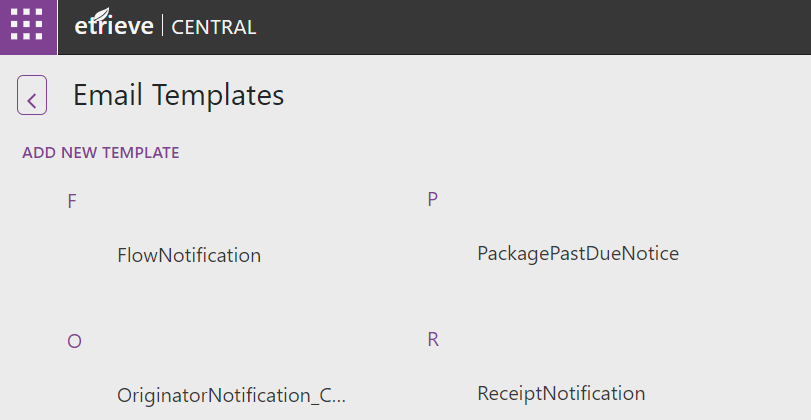 etrieve | CENTRAL
Email Templates
ADD NEW TEMPLATE
F
FlowNotification
O
OriginatorNotification_C...
P
PackagePastDueNotice
R
ReceiptNotification